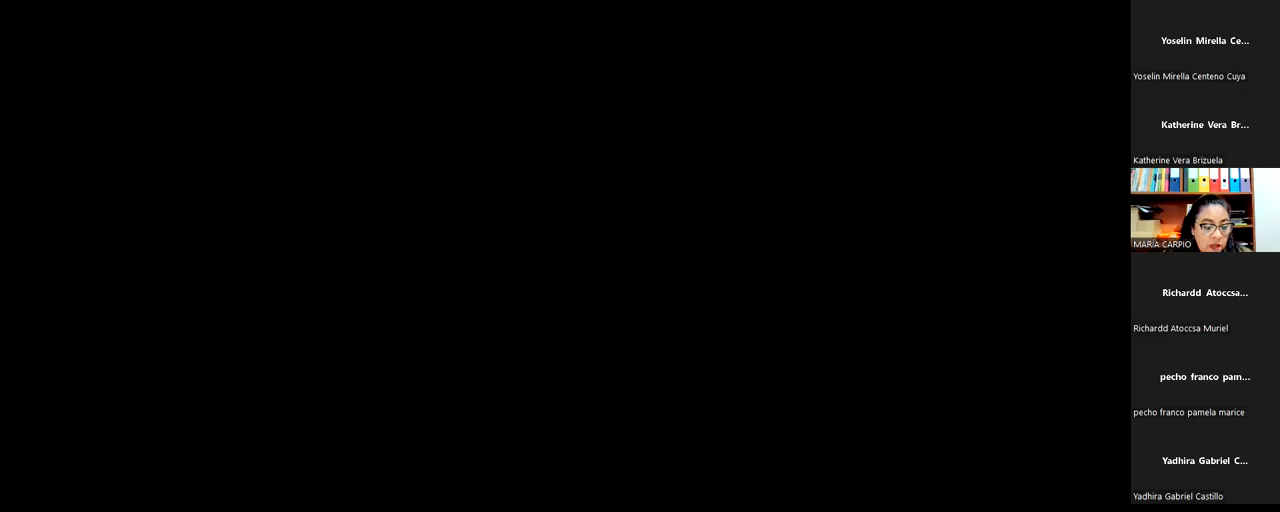 Yoselin Mirella Ce...
Yoselin Mirella Centeno Cuya
Katherine Vera Br...
Katherine Vera Brizuela
MARÍA CARPIO
Richardd Atoccsa...
Richardd Atoccsa Muriel
pecho franco pam...
pecho franco pamela marice
Yadhira Gabriel C...
Yadhira Gabriel Castillo